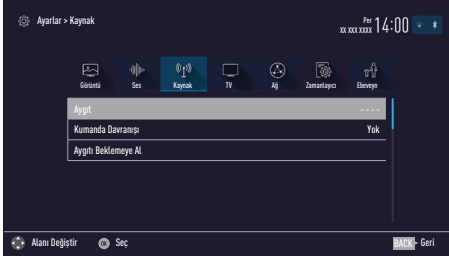 Ayarlar > Kaynak
Per
xx xxx xxxx 14:00
Görüntü Ses Kaynak TV Ağ Zamanlayıcı Ebeveyn
Aygıt - - - -
Kumanda Davranışı Yok
Aygıtı Beklemeye Al
Alanı Değiştir OK Seç BACK Geri